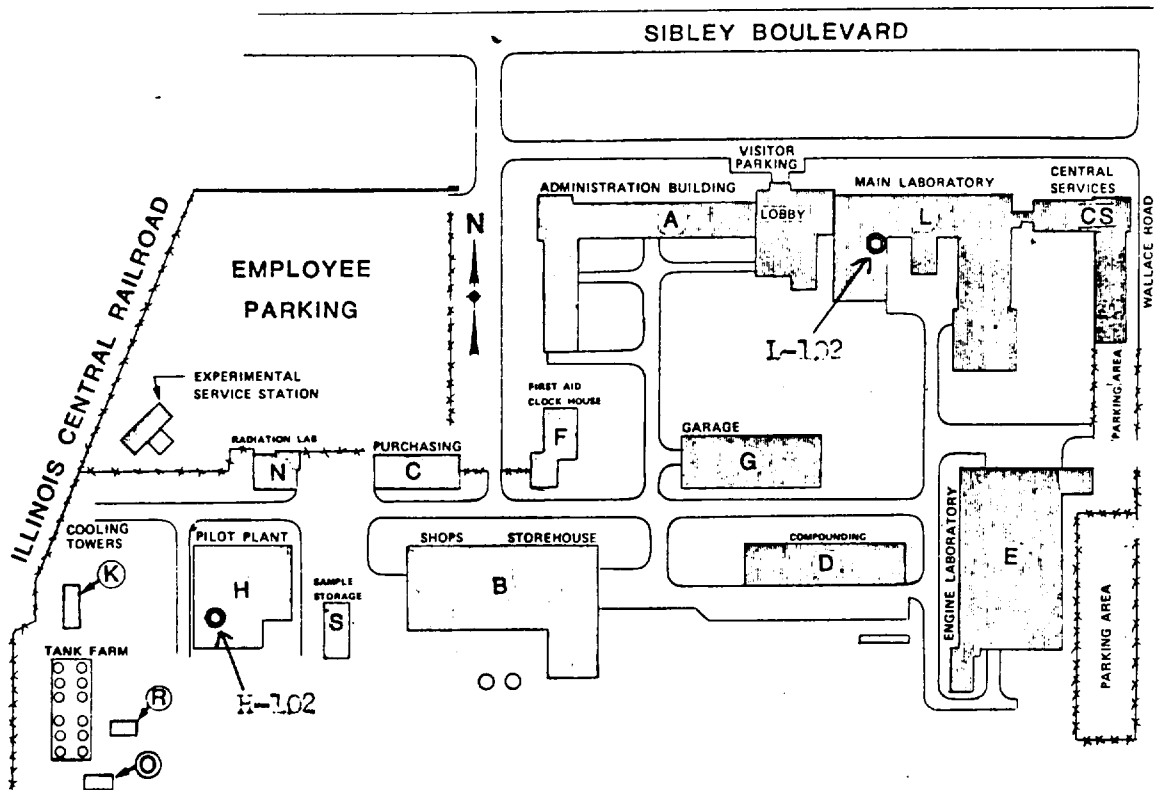 SIBLEY BOULEVARD
VISITOR
PARKING
ADMINISTRATION BUILDING
MAIN LABORATORY
CENTRAL
SERVICES
A
LOBBY
L
CS
WALLACE ROAD
N
EMPLOYEE
PARKING
ILLINOIS CENTRAL RAILROAD
L-102
EXPERIMENTAL
SERVICE STATION
FIRST AID
CLOCK HOUSE
PARKING AREA
RADIATION LAB
PURCHASING
F
GARAGE
N
C
G
COOLING
TOWERS
PILOT PLANT
SHOPS
STOREHOUSE
COMPOUNDING
K
H
SAMPLE
STORAGE
S
B
D
ENGINE LABORATORY
E
PARKING AREA
TANK FARM
H-102
R
O